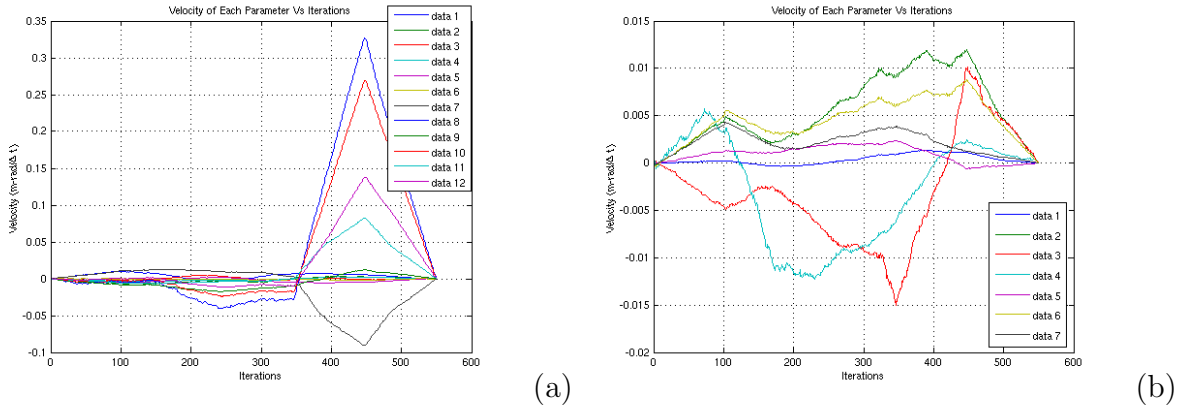 Velocity of Each Parameter Vs Iterations
Velocity (m-rad/Δ t)
0.35
0.3
0.25
0.2
0.15
0.1
0.05
0
-0.05
-0.1
0 100 200 300 400 500 600
Iterations
data 1
data 2
data 3
data 4
data 5
data 6
data 7
data 8
data 9
data 10
data 11
data 12
(a)
Velocity of Each Parameter Vs Iterations
Velocity (m-rad/Δ t)
0.015
0.01
0.005
0
-0.005
-0.01
-0.015
-0.02
0 100 200 300 400 500 600
Iterations
data 1
data 2
data 3
data 4
data 5
data 6
data 7
(b)